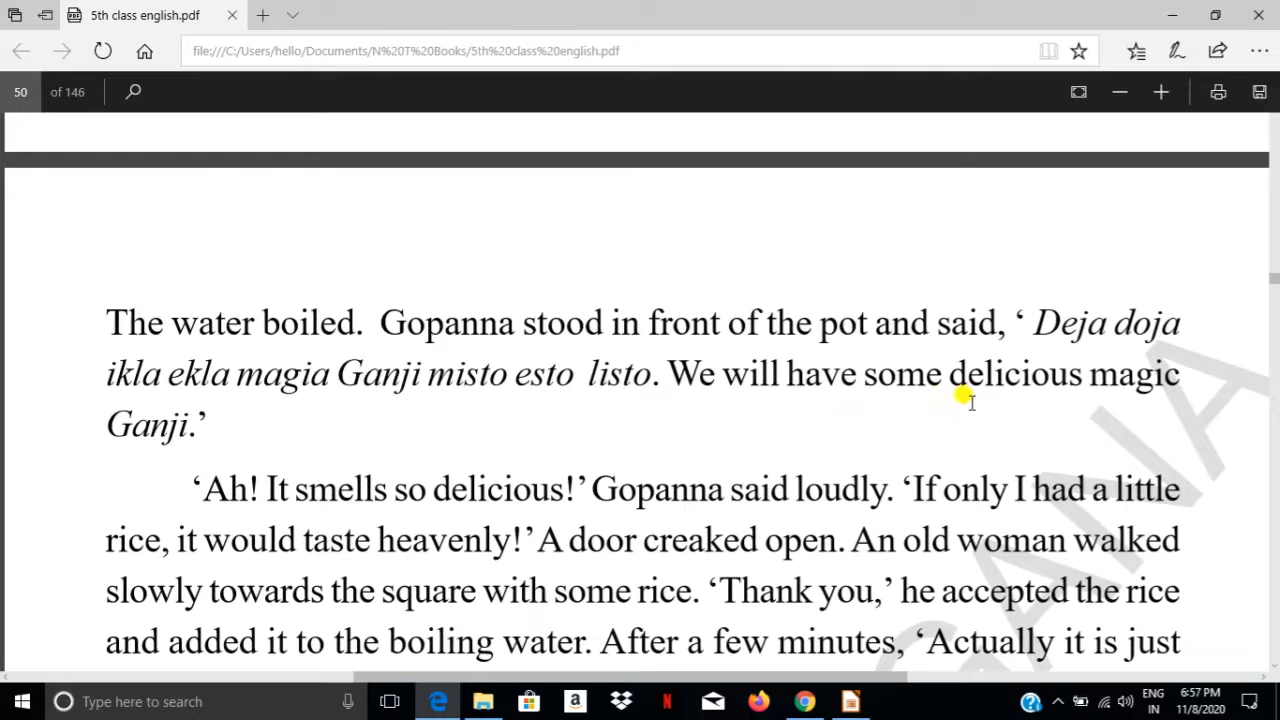 5th class english.pdf
file:///C:/Users/hello/Documents/N%20T%20Books/5th%20class%20english.pdf
50 of 146
The water boiled. Gopanna stood in front of the pot and said, ‘ Deja doja
ikla ekla magia Ganji misto esto listo. We will have some delicious magic
Ganji.’
‘Ah! It smells so delicious!’ Gopanna said loudly. ‘If only I had a little
rice, it would taste heavenly!’ A door creaked open. An old woman walked
slowly towards the square with some rice. ‘Thank you,’ he accepted the rice
and added it to the boiling water. After a few minutes, ‘Actually it is just
GANA
Type here to search
ENG
IN
6:57 PM
11/8/2020